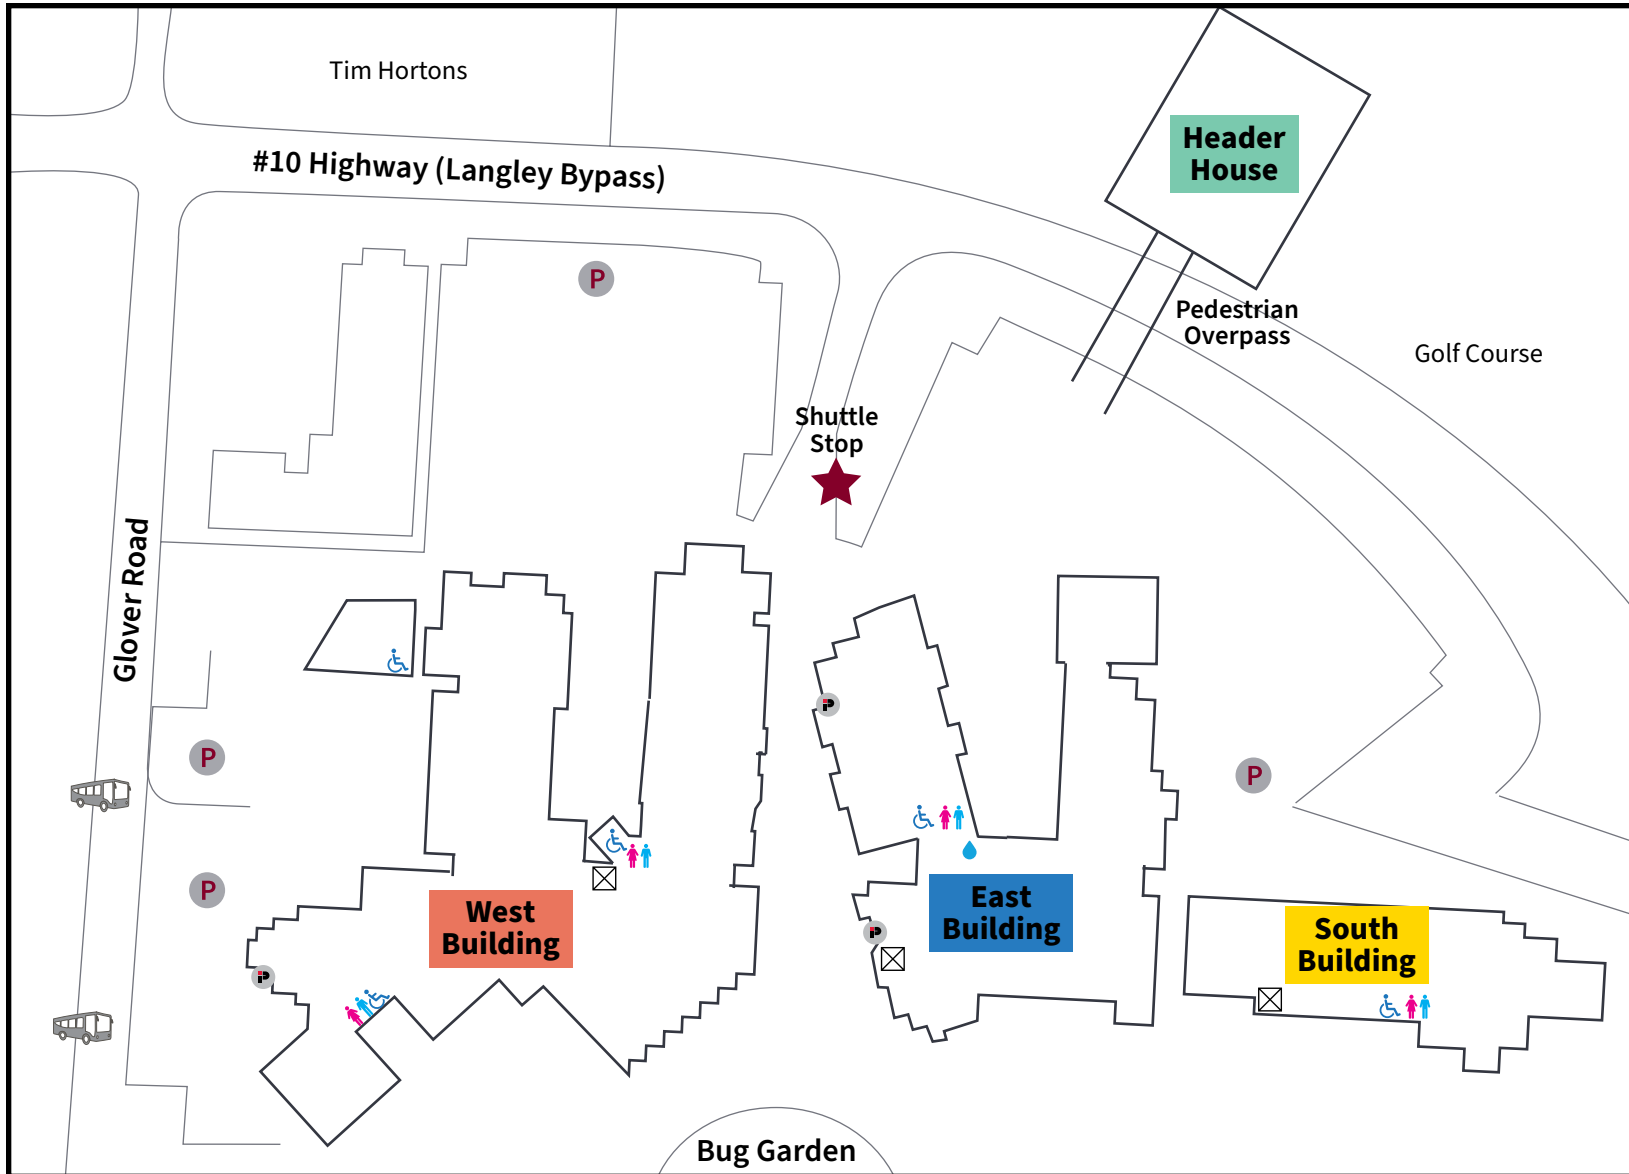 Tim Hortons
#10 Highway (Langley Bypass)
Header
House
P
Pedestrian
Overpass
Golf Course
Shuttle
Stop
Glover Road
P
P
P
P
P
West
Building
East
Building
P
South
Building
P
Bug Garden